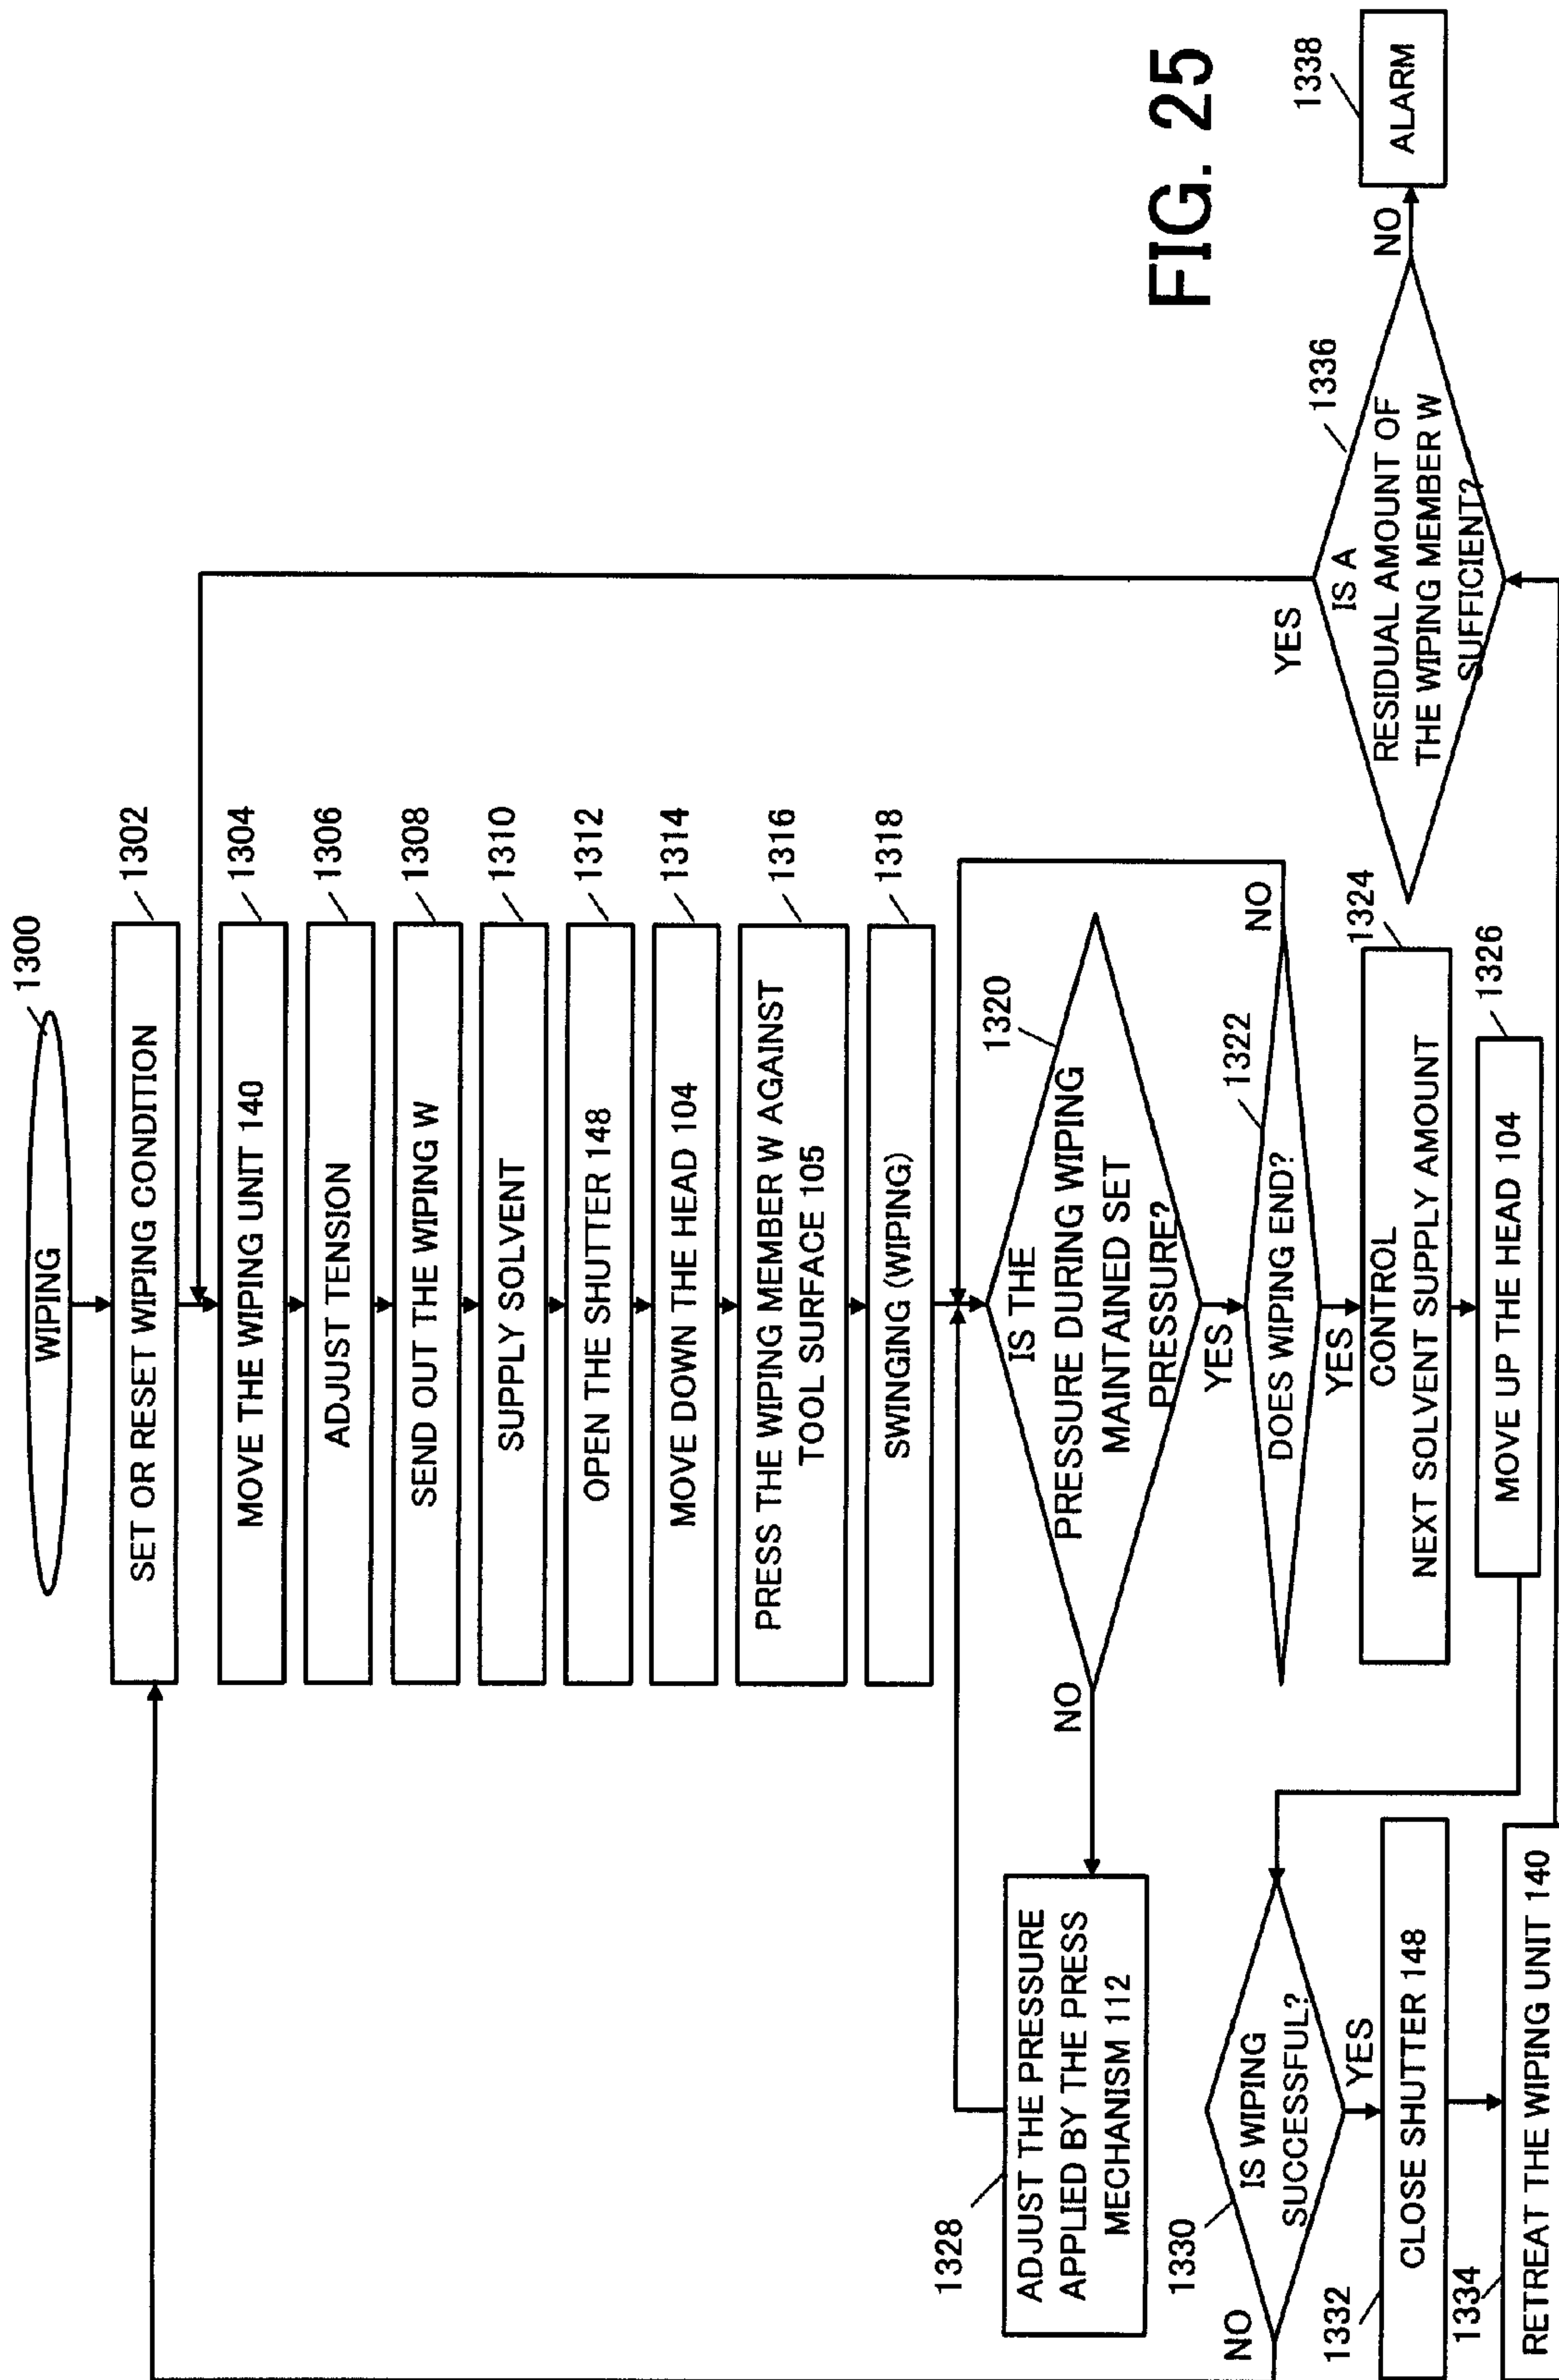 WIPING
1300
SET OR RESET WIPING CONDITION
1302
MOVE THE WIPING UNIT 140
1304
ADJUST TENSION
1306
SEND OUT THE WIPING W
1308
SUPPLY SOLVENT
1310
OPEN THE SHUTTER 148
1312
MOVE DOWN THE HEAD 104
1314
PRESS THE WIPING MEMBER W AGAINST
TOOL SURFACE 105
1316
SWINGING (WIPING)
1318
IS THE
PRESSURE DURING WIPING
MAINTAINED SET
PRESSURE?
1320
NO
YES
1328
ADJUST THE PRESSURE
APPLIED BY THE PRESS
MECHANISM 112
DOES WIPING END?
1322
NO
YES
CONTROL
NEXT SOLVENT SUPPLY AMOUNT
1324
MOVE UP THE HEAD 104
1326
1330
IS WIPING
SUCCESSFUL?
NO
YES
1332
CLOSE SHUTTER 148
1334
RETREAT THE WIPING UNIT 140
IS A
RESIDUAL AMOUNT OF
THE WIPING MEMBER W
SUFFICIENT?
1336
YES
NO
ALARM
1338
FIG. 25